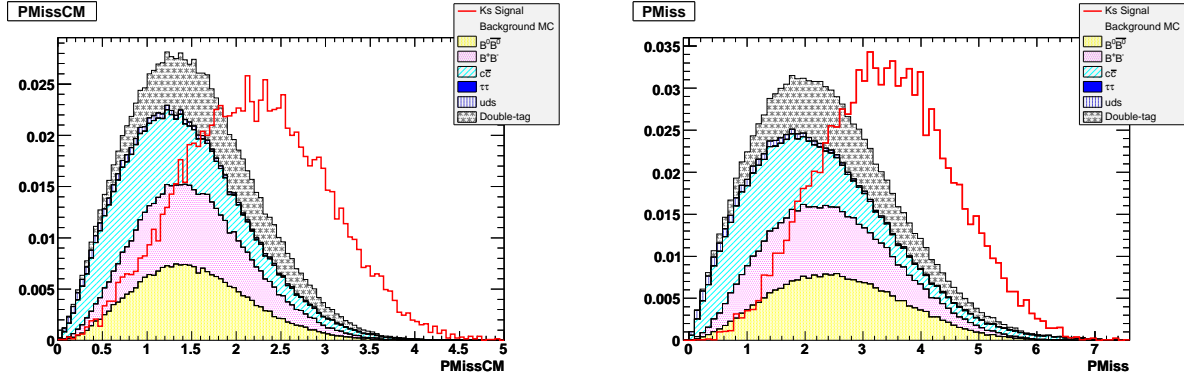 PMissCM
Ks Signal
Background MC
B⁰B̅⁰
B⁺B⁻
cc̅
ττ
uds
Double-tag
0.025
0.02
0.015
0.01
0.005
0
0 0.5 1 1.5 2 2.5 3 3.5 4 4.5 5
PMissCM
PMiss
Ks Signal
Background MC
B⁰B̅⁰
B⁺B⁻
cc̅
ττ
uds
Double-tag
0.035
0.03
0.025
0.02
0.015
0.01
0.005
0.000
0 1 2 3 4 5 6 7
PMiss